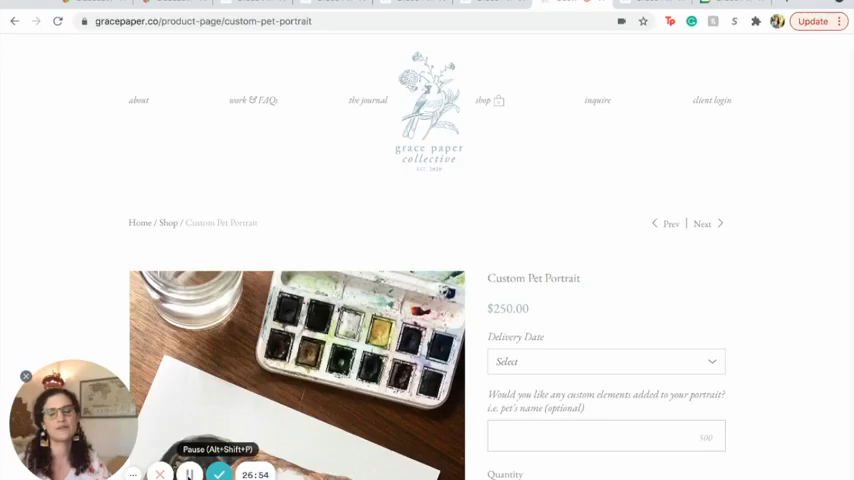 gracepaper.co/product-page/custom-pet-portrait
Update
about
work & FAQs
the journal
shop
inquire
client login
grace paper
collective
EST. 2020
Home / Shop / Custom Pet Portrait
Prev | Next
Custom Pet Portrait
$250.00
Delivery Date
Select
Would you like any custom elements added to your portrait?
i.e. pet's name (optional)
500
Quantity
Pause (Alt+Shift+P)
26:54